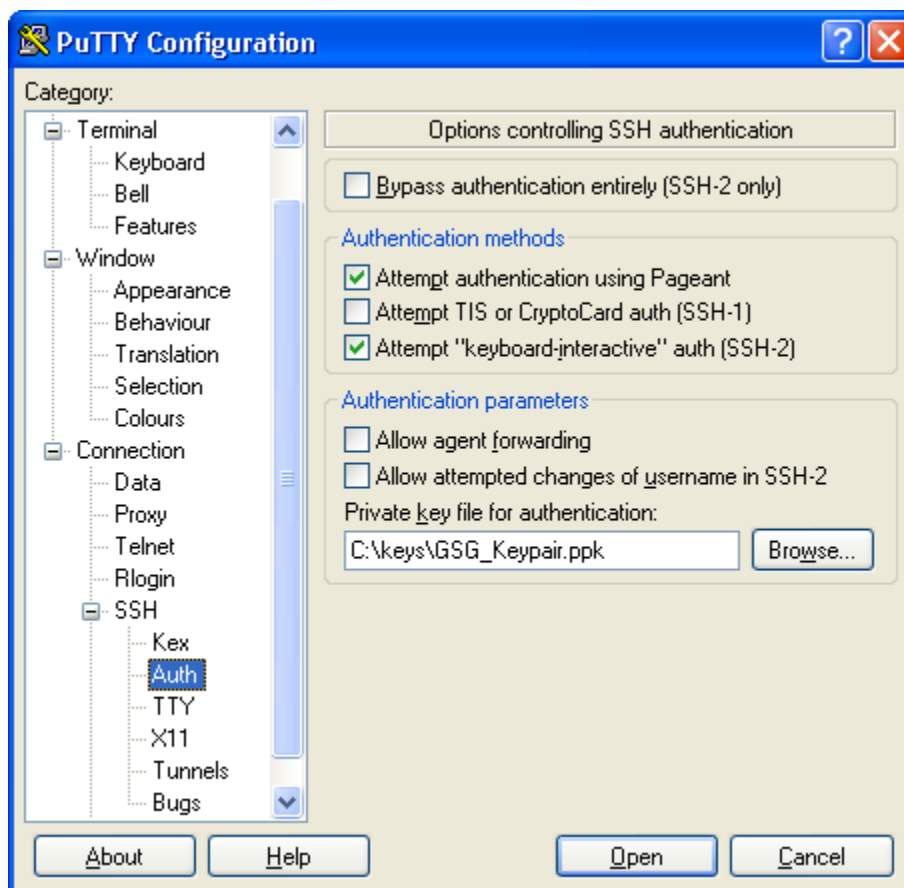 PuTTY Configuration
Category:
Terminal
Keyboard
Bell
Features
Window
Appearance
Behaviour
Translation
Selection
Colours
Connection
Data
Proxy
Telnet
Rlogin
SSH
Kex
Auth
TTY
X11
Tunnels
Bugs
Options controlling SSH authentication
Bypass authentication entirely (SSH-2 only)
Authentication methods
Attempt authentication using Pageant
Attempt TIS or CryptoCard auth (SSH-1)
Attempt "keyboard-interactive" auth (SSH-2)
Authentication parameters
Allow agent forwarding
Allow attempted changes of username in SSH-2
Private key file for authentication:
C:\keys\GSG_Keypair.ppk
Browse...
About
Help
Open
Cancel